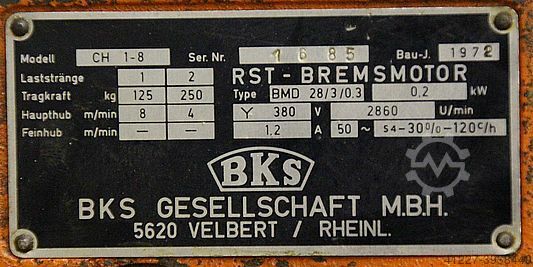 Modell CH 1-8 Ser. Nr. 1685 Bau-J. 1972
Laststränge 1 2 RST-BREMSMOTOR
Tragkraft kg 125 250 Type BMD 28/3/0.3 0,2 kW
Haupthub m/min 8 4 Y 380 V 2860 U/min
Feinhub m/min — — 1,2 A 50 ~ S4-30%-120c/h
BKS
BKS GESELLSCHAFT M.B.H.
5620 VELBERT / RHEINL.